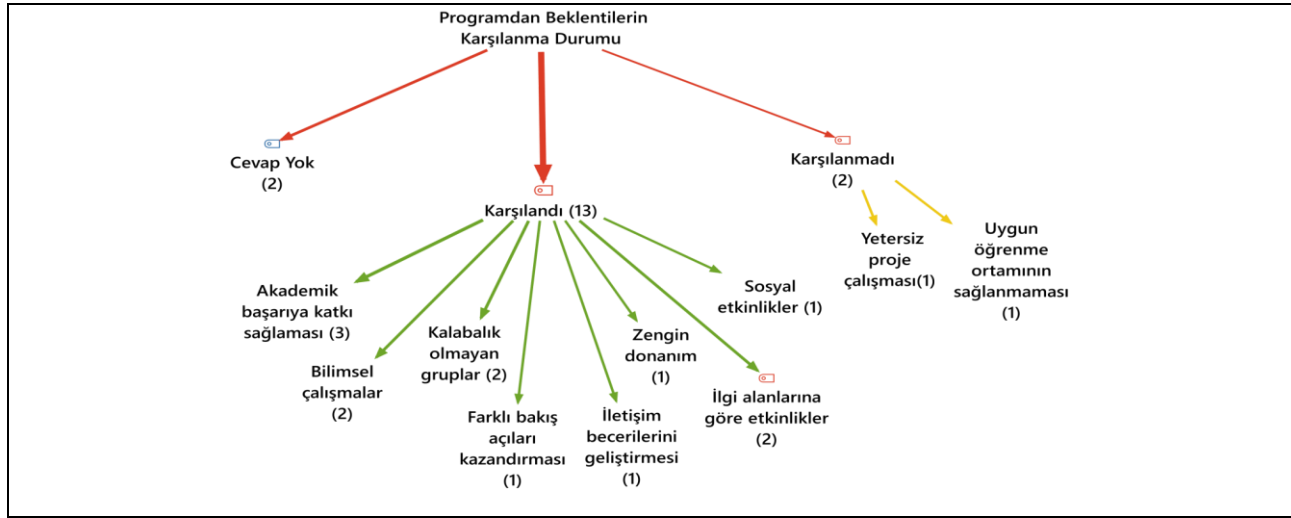 Programdan Beklentilerin
Karşılanma Durumu
Cevap Yok
(2)
Karşılandı (13)
Karşılanmadı
(2)
Akademik
başarıya katkı
sağlaması (3)
Bilimsel
çalışmalar
(2)
Kalabalık
olmayan
gruplar (2)
Farklı bakış
açıları
kazandırması
(1)
İletişim
becerilerini
geliştirmesi
(1)
Zengin
donanım
(1)
İlgi alanlarına
göre etkinlikler
(2)
Sosyal
etkinlikler (1)
Yetersiz
proje
çalışması(1)
Uygun
öğrenme
ortamının
sağlanmaması
(1)